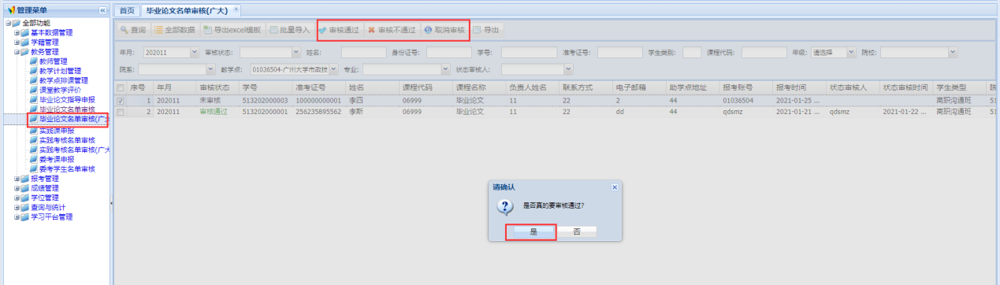 管理菜单
全部功能
基本数据管理
学籍管理
教务管理
教师管理
教学计划管理
教学点排课管理
课堂教学评价
毕业论文指导申报
毕业论文名单审核
毕业论文名单审核(广大
实践课申报
实践考核名单审核
实践考核名单审核(广大
委考课申报
委考学生名单审核
报考管理
成绩管理
学位管理
查询与统计
学习平台管理
首页 毕业论文名单审核(广大)
查询 全部数据 导出excel模板 批量导入 审核通过 审核不通过 取消审核 导出
年月: 202011 审核状态: 姓名: 身份证号: 学号: 准考证号: 学生类别: 课程代码: 年级: 请选择 院校:
院系: 教学点: 01036504-广州大学市政技 专业: 状态审核人:
序号 年月 审核状态 学号 准考证号 姓名 课程代码 课程名称 负责人姓名 联系方式 电子邮箱 助学点地址 报考账号 报考时间 状态审核人 状态审核时间 学生类型 院
1 202011 未审核 513202000003 100000000001 李四 06999 毕业论文 11 22 2 44 01036504 2021-01-25 ... 高职沟通班 51
2 202011 审核通过 513202000001 256235895562 李斯 06999 毕业论文 11 22 dd 44 qdsmz 2021-01-21 ... qdsmz 2021-01-22 ... 高职沟通班 51
请确认
是否真的要审核通过?
是 否